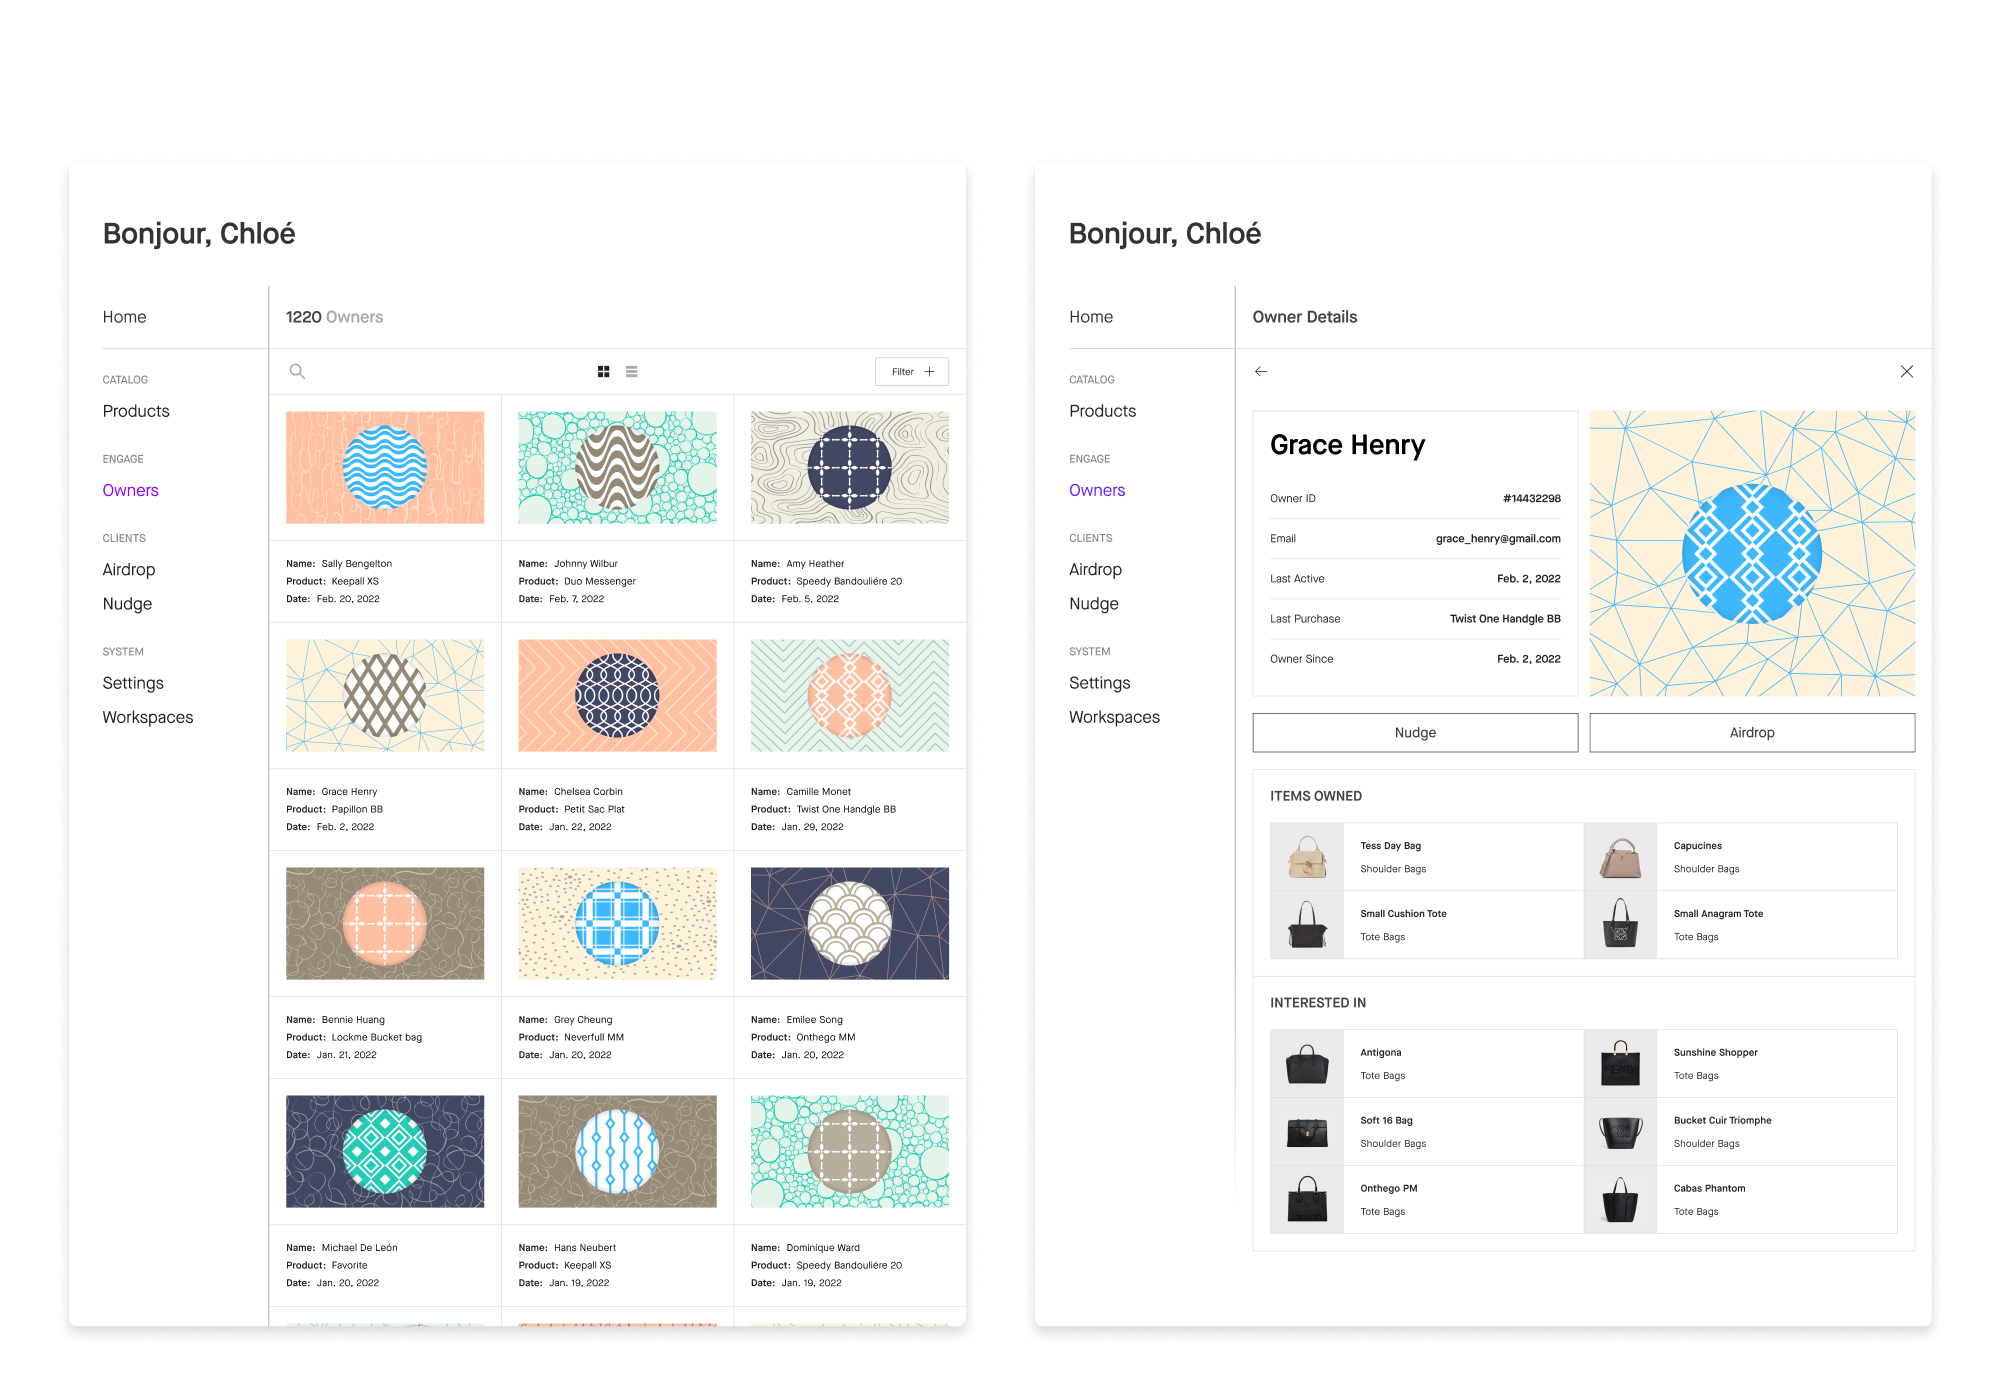 Bonjour, Chloé
Home
1220 Owners
CATALOG
Products
ENGAGE
Owners
CLIENTS
Airdrop
Nudge
SYSTEM
Settings
Workspaces
Filter
Name: Sally Bengelton
Product: Keepall XS
Date: Feb. 20, 2022
Name: Johnny Wilbur
Product: Duo Messenger
Date: Feb. 7, 2022
Name: Amy Heather
Product: Speedy Bandouliére 20
Date: Feb. 5, 2022
Name: Grace Henry
Product: Papillon BB
Date: Feb. 2, 2022
Name: Chelsea Corbin
Product: Petit Sac Plat
Date: Jan. 22, 2022
Name: Camille Monet
Product: Twist One Handgle BB
Date: Jan. 29, 2022
Name: Bennie Huang
Product: Lockme Bucket bag
Date: Jan. 21, 2022
Name: Grey Cheung
Product: Neverfull MM
Date: Jan. 20, 2022
Name: Emilee Song
Product: Onthego MM
Date: Jan. 20, 2022
Name: Michael De León
Product: Favorite
Date: Jan. 20, 2022
Name: Hans Neubert
Product: Keepall XS
Date: Jan. 19, 2022
Name: Dominique Ward
Product: Speedy Bandouliére 20
Date: Jan. 19, 2022
Bonjour, Chloé
Home
Owner Details
CATALOG
Products
ENGAGE
Owners
CLIENTS
Airdrop
Nudge
SYSTEM
Settings
Workspaces
Grace Henry
Owner ID #14432298
Email grace_henry@gmail.com
Last Active Feb. 2, 2022
Last Purchase Twist One Handgle BB
Owner Since Feb. 2, 2022
Nudge
Airdrop
ITEMS OWNED
Tess Day Bag
Shoulder Bags
Capucines
Shoulder Bags
Small Cushion Tote
Tote Bags
Small Anagram Tote
Tote Bags
INTERESTED IN
Antigona
Tote Bags
Sunshine Shopper
Tote Bags
Soft 16 Bag
Shoulder Bags
Bucket Cuir Triomphe
Shoulder Bags
Onthego PM
Tote Bags
Cabas Phantom
Tote Bags